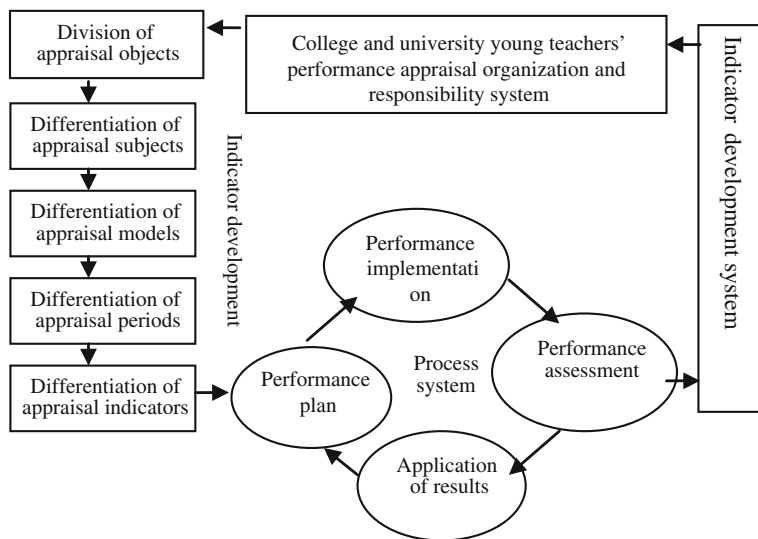 Division of
appraisal objects
College and university young teachers’
performance appraisal organization and
responsibility system
Indicator development system
Differentiation of
appraisal subjects
Differentiation of
appraisal models
Differentiation of
appraisal periods
Differentiation of
appraisal indicators
Indicator development
Performance
implementati
on
Performance
assessment
Process
system
Performance
plan
Application
of results